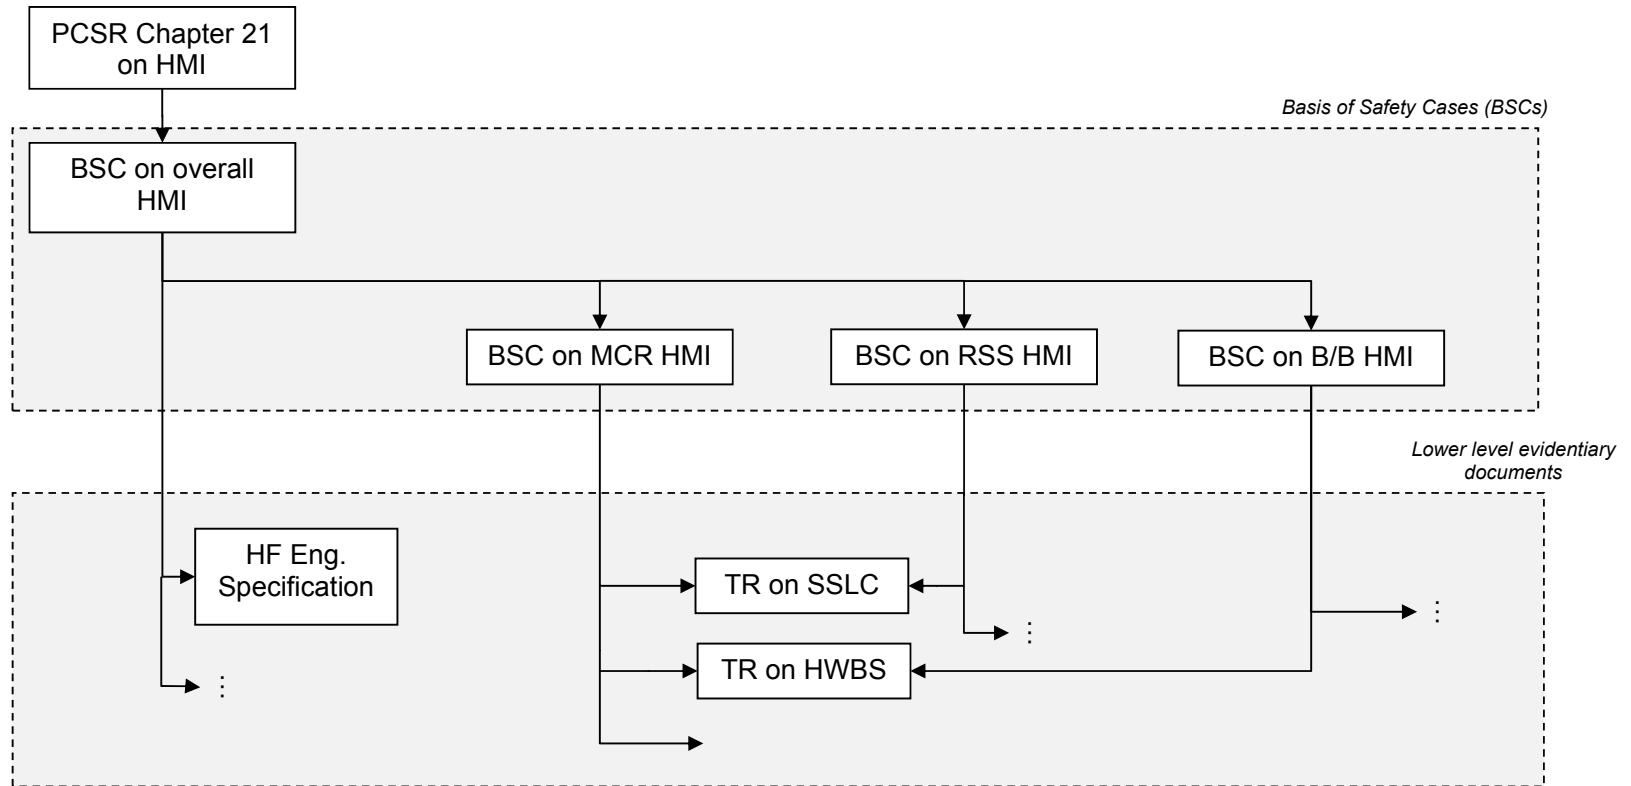 PCSR Chapter 21
on HMI
Basis of Safety Cases (BSCs)
BSC on overall
HMI
BSC on MCR HMI
BSC on RSS HMI
BSC on B/B HMI
Lower level evidentiary
documents
HF Eng.
Specification
TR on SSLC
⋮
⋮
TR on HWBS
⋮